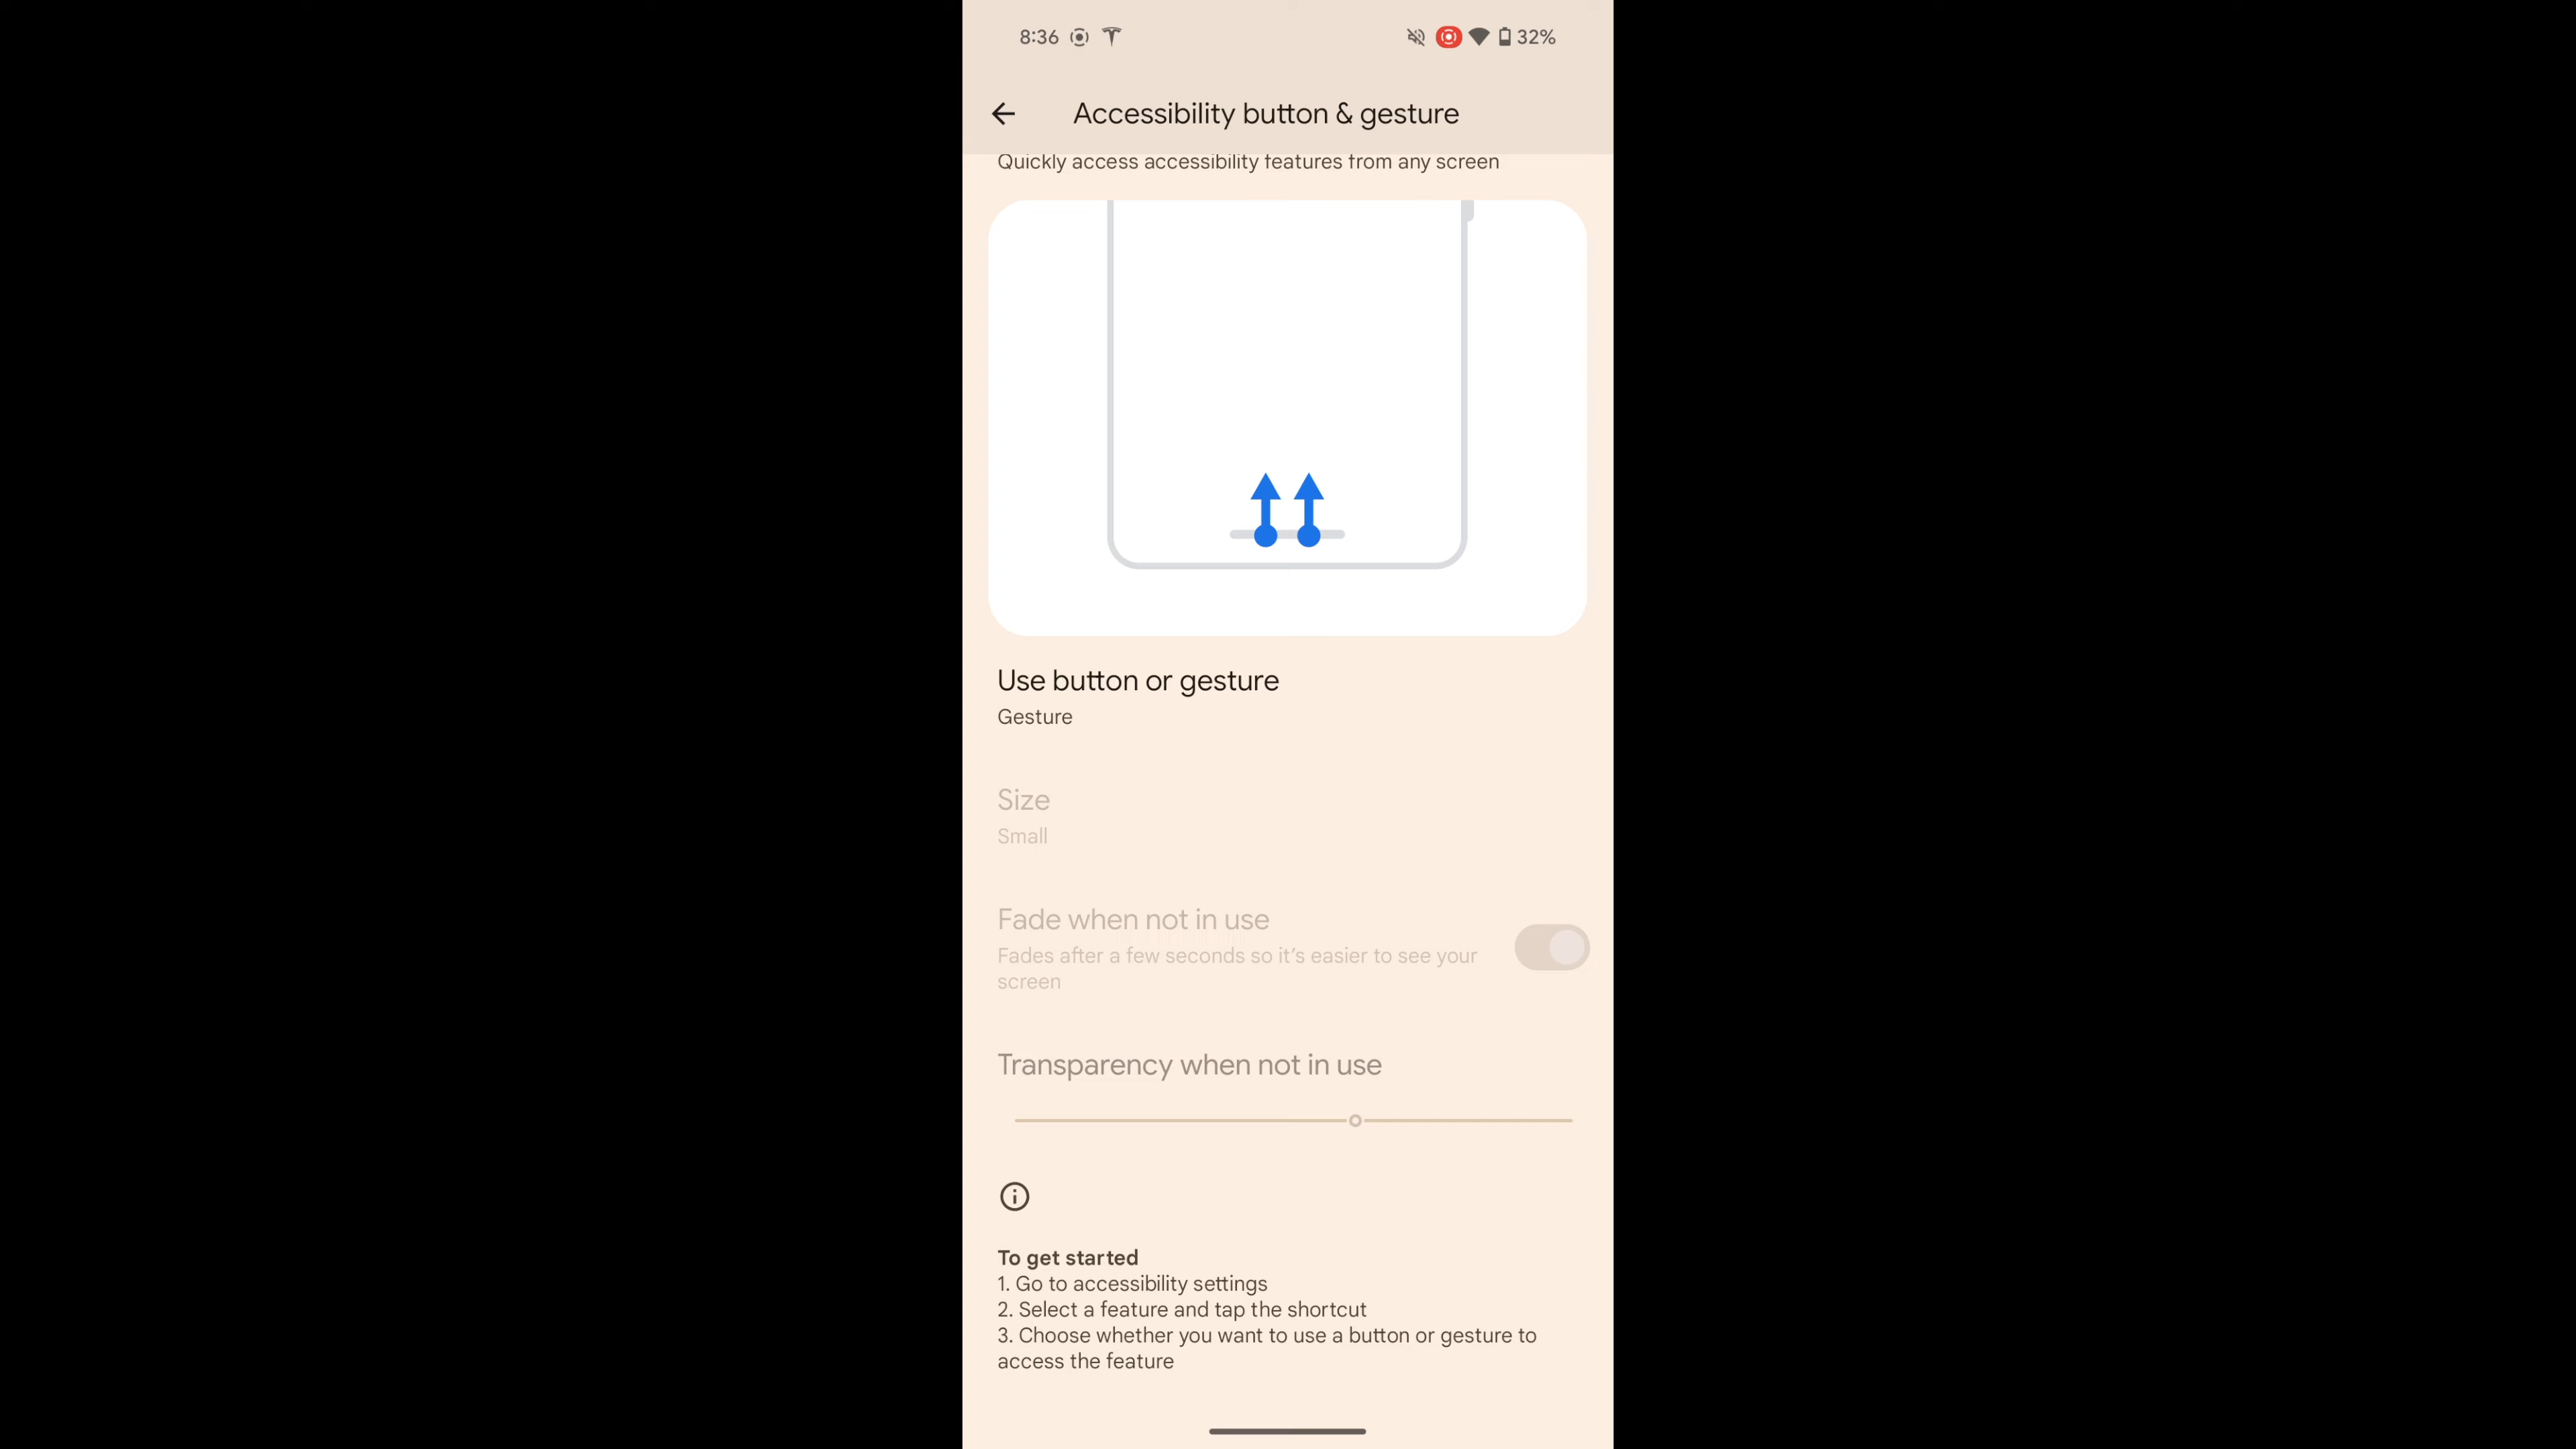 8:36
32%
Accessibility button & gesture
Quickly access accessibility features from any screen
Use button or gesture
Gesture
Size
Small
Fade when not in use
Fades after a few seconds so it's easier to see your
screen
Transparency when not in use
To get started
1. Go to accessibility settings
2. Select a feature and tap the shortcut
3. Choose whether you want to use a button or gesture to
access the feature